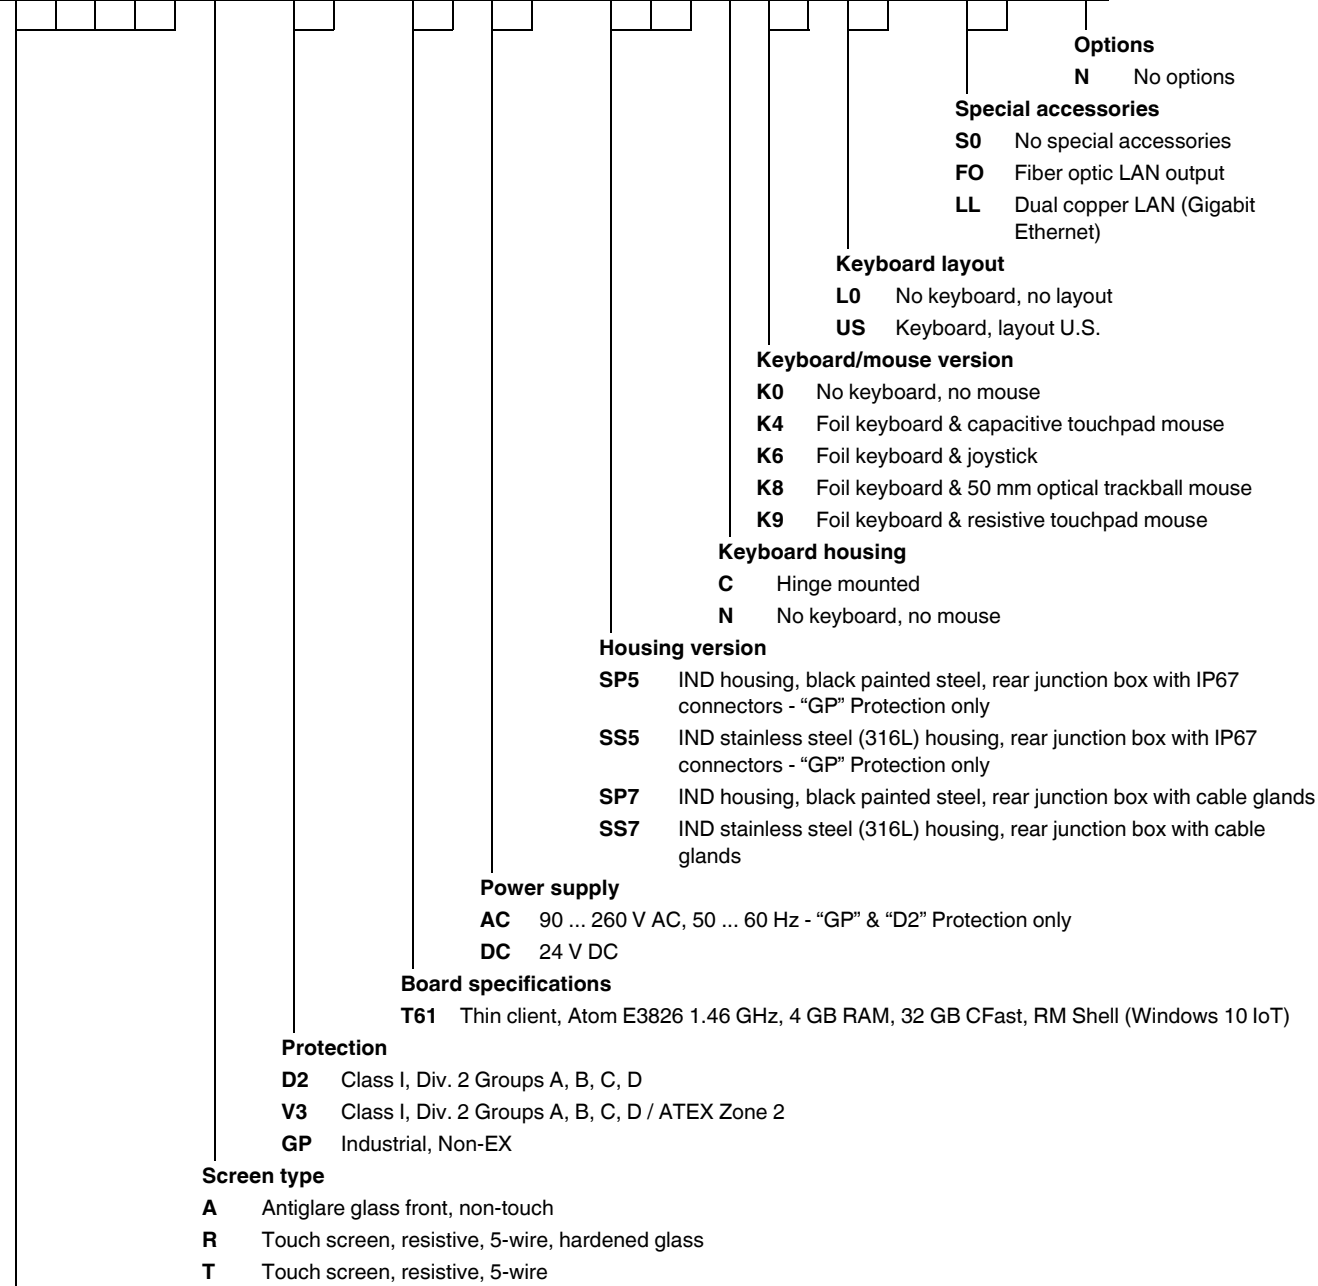 Options
N No options
Special accessories
S0 No special accessories
FO Fiber optic LAN output
LL Dual copper LAN (Gigabit
Ethernet)
Keyboard layout
L0 No keyboard, no layout
US Keyboard, layout U.S.
Keyboard/mouse version
K0 No keyboard, no mouse
K4 Foil keyboard & capacitive touchpad mouse
K6 Foil keyboard & joystick
K8 Foil keyboard & 50 mm optical trackball mouse
K9 Foil keyboard & resistive touchpad mouse
Keyboard housing
C Hinge mounted
N No keyboard, no mouse
Housing version
SP5 IND housing, black painted steel, rear junction box with IP67
connectors - “GP” Protection only
SS5 IND stainless steel (316L) housing, rear junction box with IP67
connectors - “GP” Protection only
SP7 IND housing, black painted steel, rear junction box with cable glands
SS7 IND stainless steel (316L) housing, rear junction box with cable
glands
Power supply
AC 90 ... 260 V AC, 50 ... 60 Hz - “GP” & “D2” Protection only
DC 24 V DC
Board specifications
T61 Thin client, Atom E3826 1.46 GHz, 4 GB RAM, 32 GB CFast, RM Shell (Windows 10 IoT)
Protection
D2 Class I, Div. 2 Groups A, B, C, D
V3 Class I, Div. 2 Groups A, B, C, D / ATEX Zone 2
GP Industrial, Non-EX
Screen type
A Antiglare glass front, non-touch
R Touch screen, resistive, 5-wire, hardened glass
T Touch screen, resistive, 5-wire